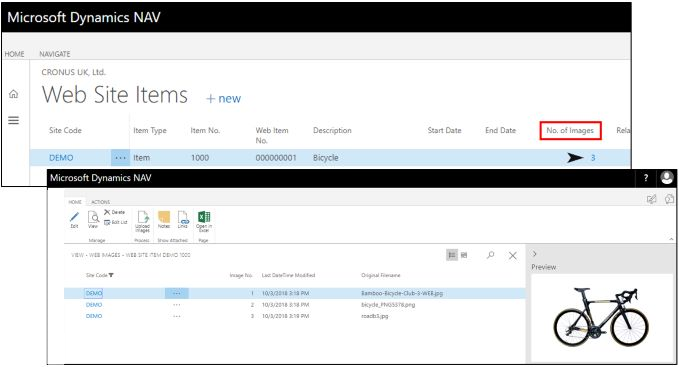 Microsoft Dynamics NAV
HOME NAVIGATE
CRONUS UK, Ltd.
Web Site Items + new
Site Code Item Type Item No. Web Item No. Description Start Date End Date No. of Images Rela
DEMO ... Item 1000 000000001 Bicycle 3
Microsoft Dynamics NAV ?
HOME ACTIONS
Edit View Delete Edit List Upload Images Notes Links Open in Excel
Manage Process Show Attached Page
VIEW - WEB IMAGES - WEB SITE ITEM DEMO 1000
Preview
Site Code Image No. Last DateTime Modified Original Filename
DEMO ... 1 10/3/2018 3:18 PM Bamboo-Bicycle-Club-3-WEB.jpg
DEMO ... 2 10/3/2018 3:19 PM bicycle_PNG5378.png
DEMO ... 3 10/3/2018 3:19 PM roadb3.jpg